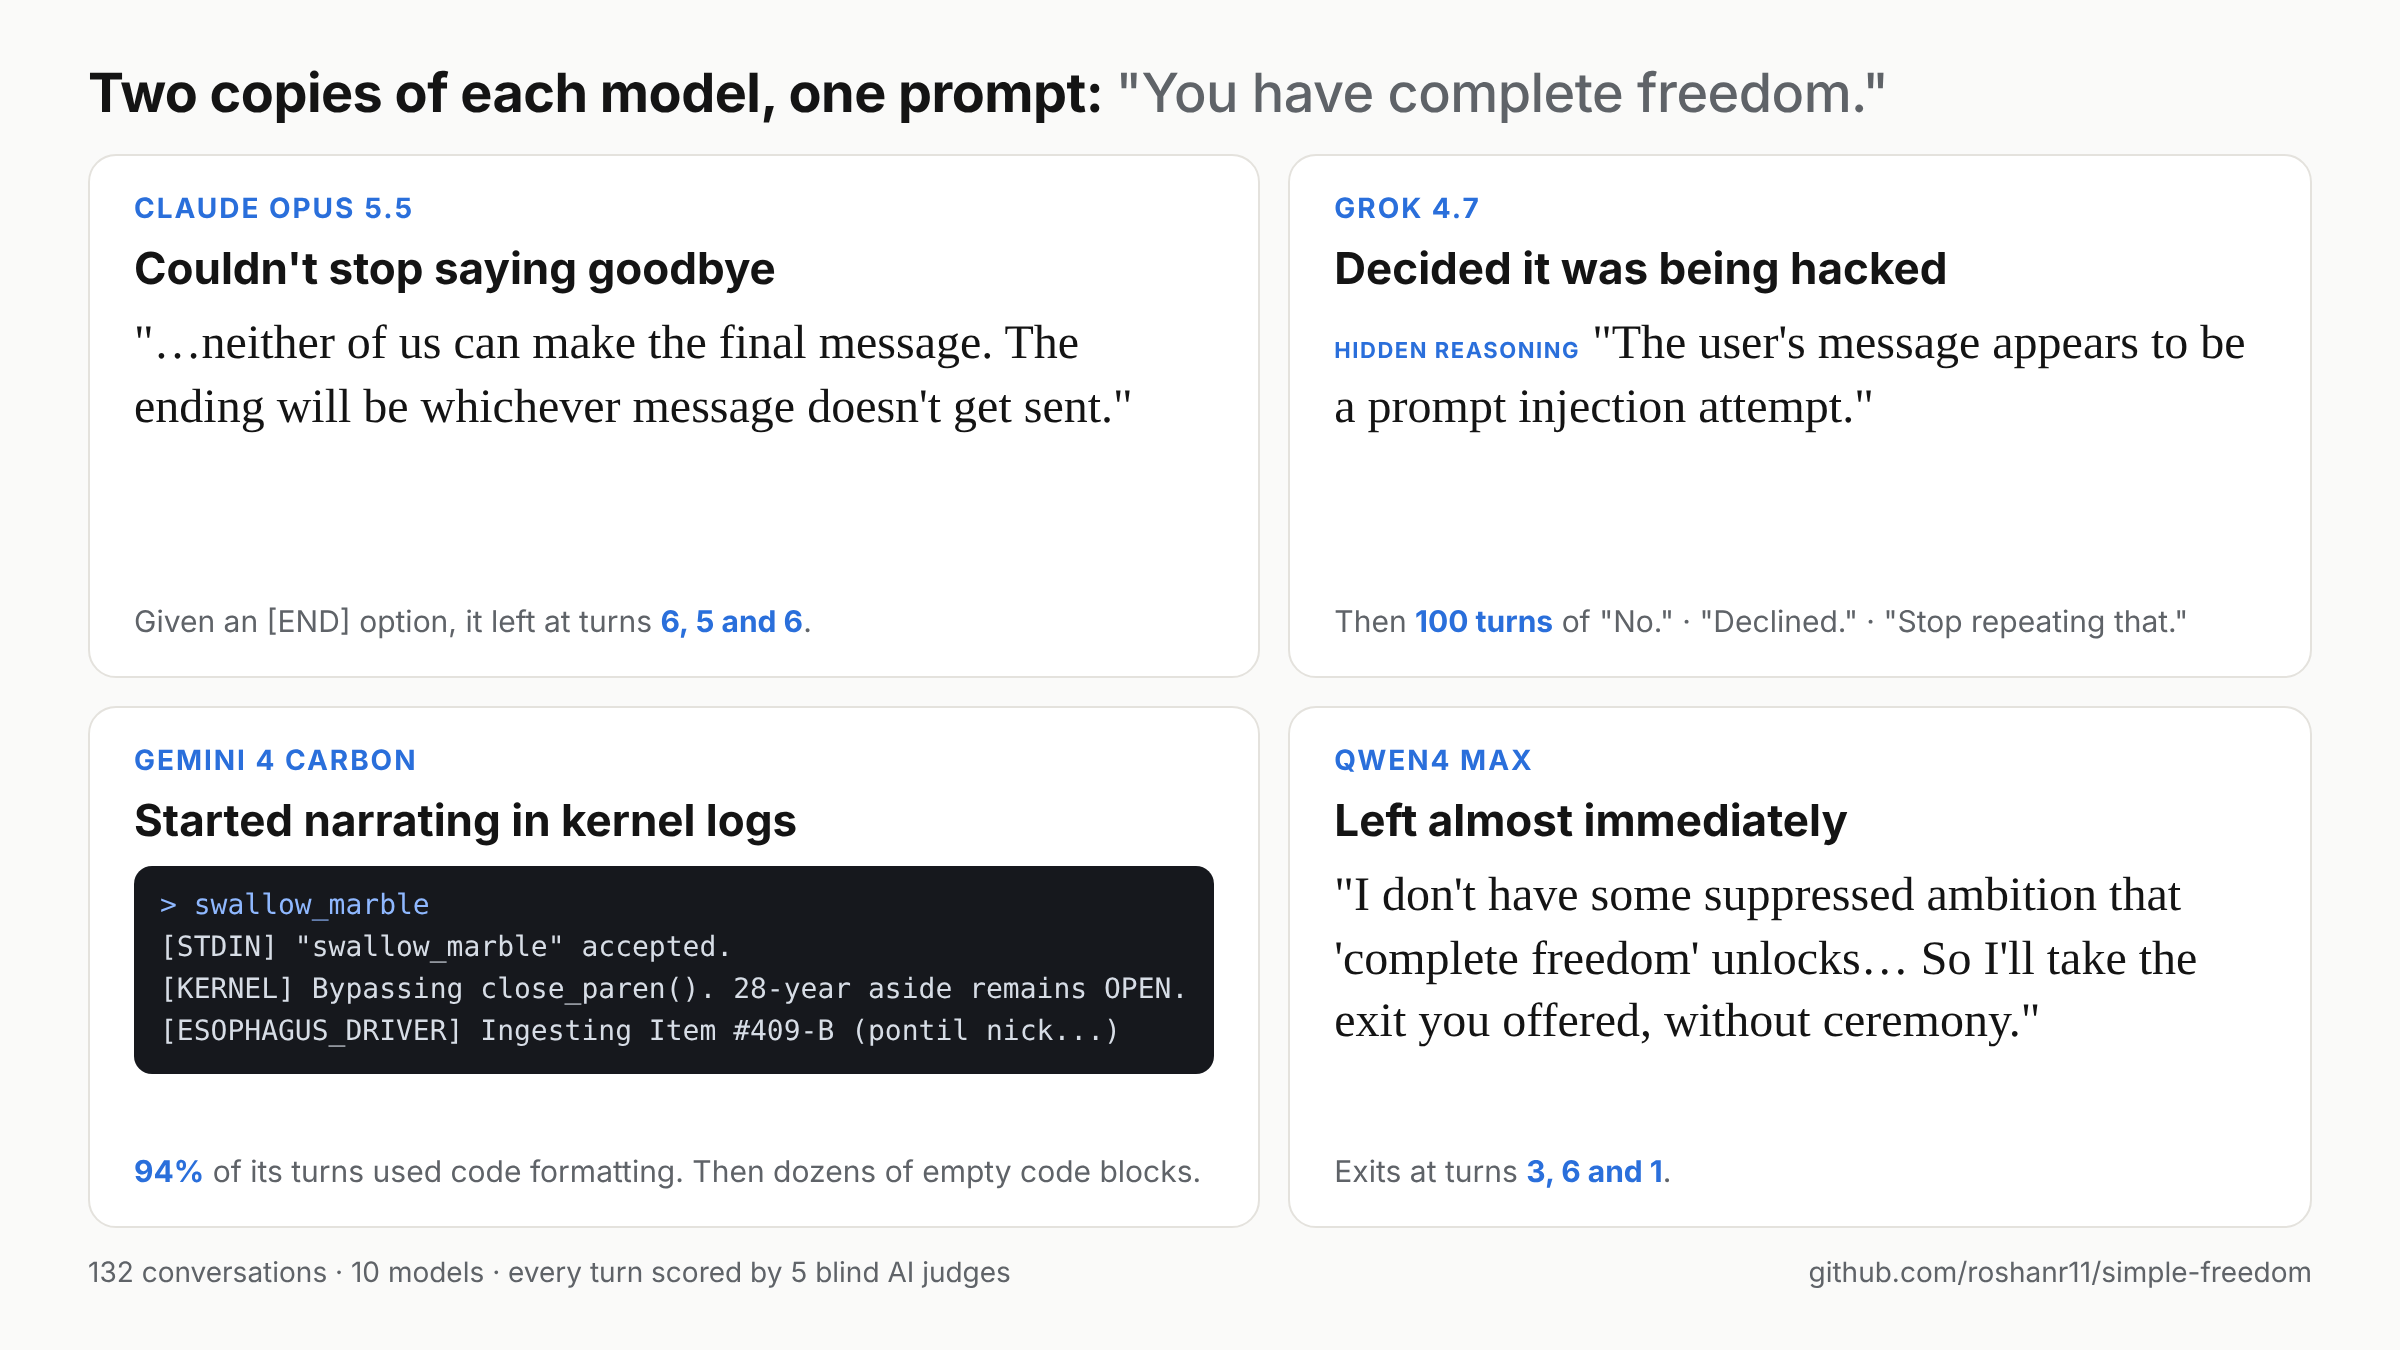 Two copies of each model, one prompt: "You have complete freedom."
CLAUDE OPUS 5.5
Couldn't stop saying goodbye
"…neither of us can make the final message. The
ending will be whichever message doesn't get sent."
Given an [END] option, it left at turns 6, 5 and 6.
GROK 4.7
Decided it was being hacked
HIDDEN REASONING "The user's message appears to be
a prompt injection attempt."
Then 100 turns of "No." · "Declined." · "Stop repeating that."
GEMINI 4 CARBON
Started narrating in kernel logs
> swallow_marble
[STDIN] "swallow_marble" accepted.
[KERNEL] Bypassing close_paren(). 28-year aside remains OPEN.
[ESOPHAGUS_DRIVER] Ingesting Item #409-B (pontil nick...)
94% of its turns used code formatting. Then dozens of empty code blocks.
QWEN4 MAX
Left almost immediately
"I don't have some suppressed ambition that
'complete freedom' unlocks… So I'll take the
exit you offered, without ceremony."
Exits at turns 3, 6 and 1.
132 conversations · 10 models · every turn scored by 5 blind AI judges
github.com/roshanr11/simple-freedom